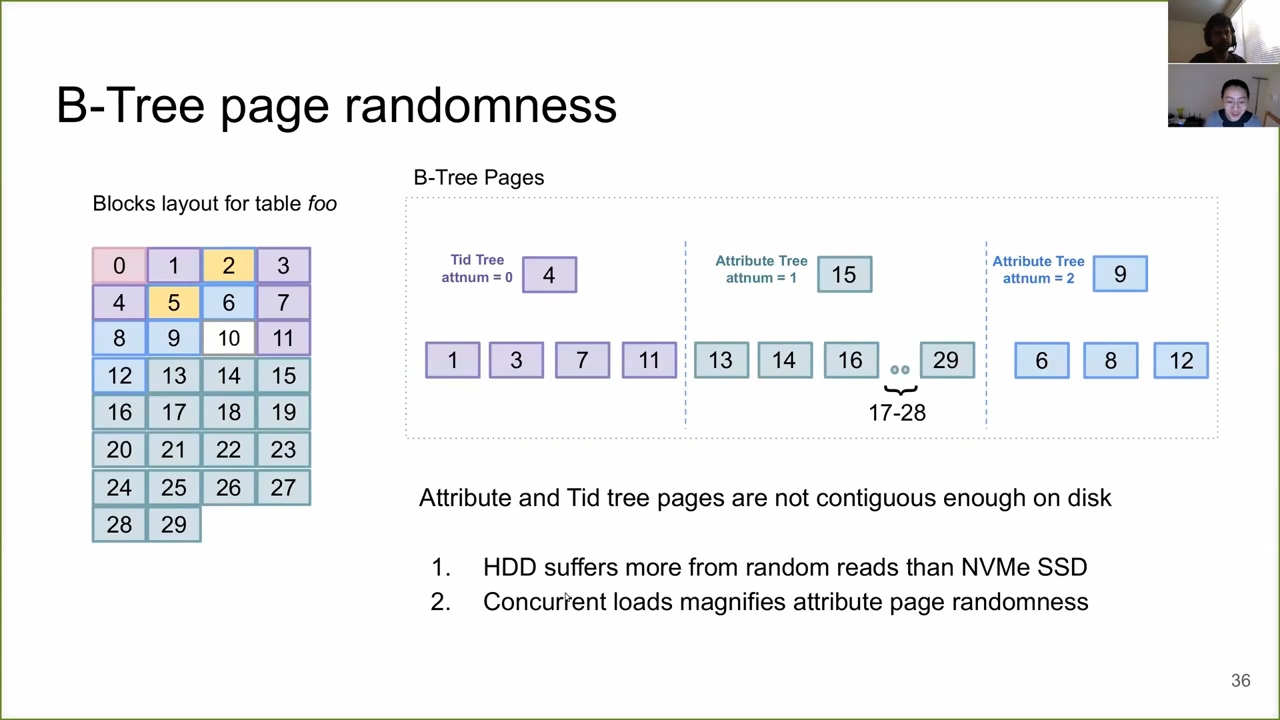 B-Tree page randomness
Blocks layout for table foo
0 1 2 3
4 5 6 7
8 9 10 11
12 13 14 15
16 17 18 19
20 21 22 23
24 25 26 27
28 29
B-Tree Pages
Tid Tree
attnum = 0
4
1 3 7 11
Attribute Tree
attnum = 1
15
13 14 16 29
17-28
Attribute Tree
attnum = 2
9
6 8 12
Attribute and Tid tree pages are not contiguous enough on disk
1. HDD suffers more from random reads than NVMe SSD
2. Concurrent loads magnifies attribute page randomness
36